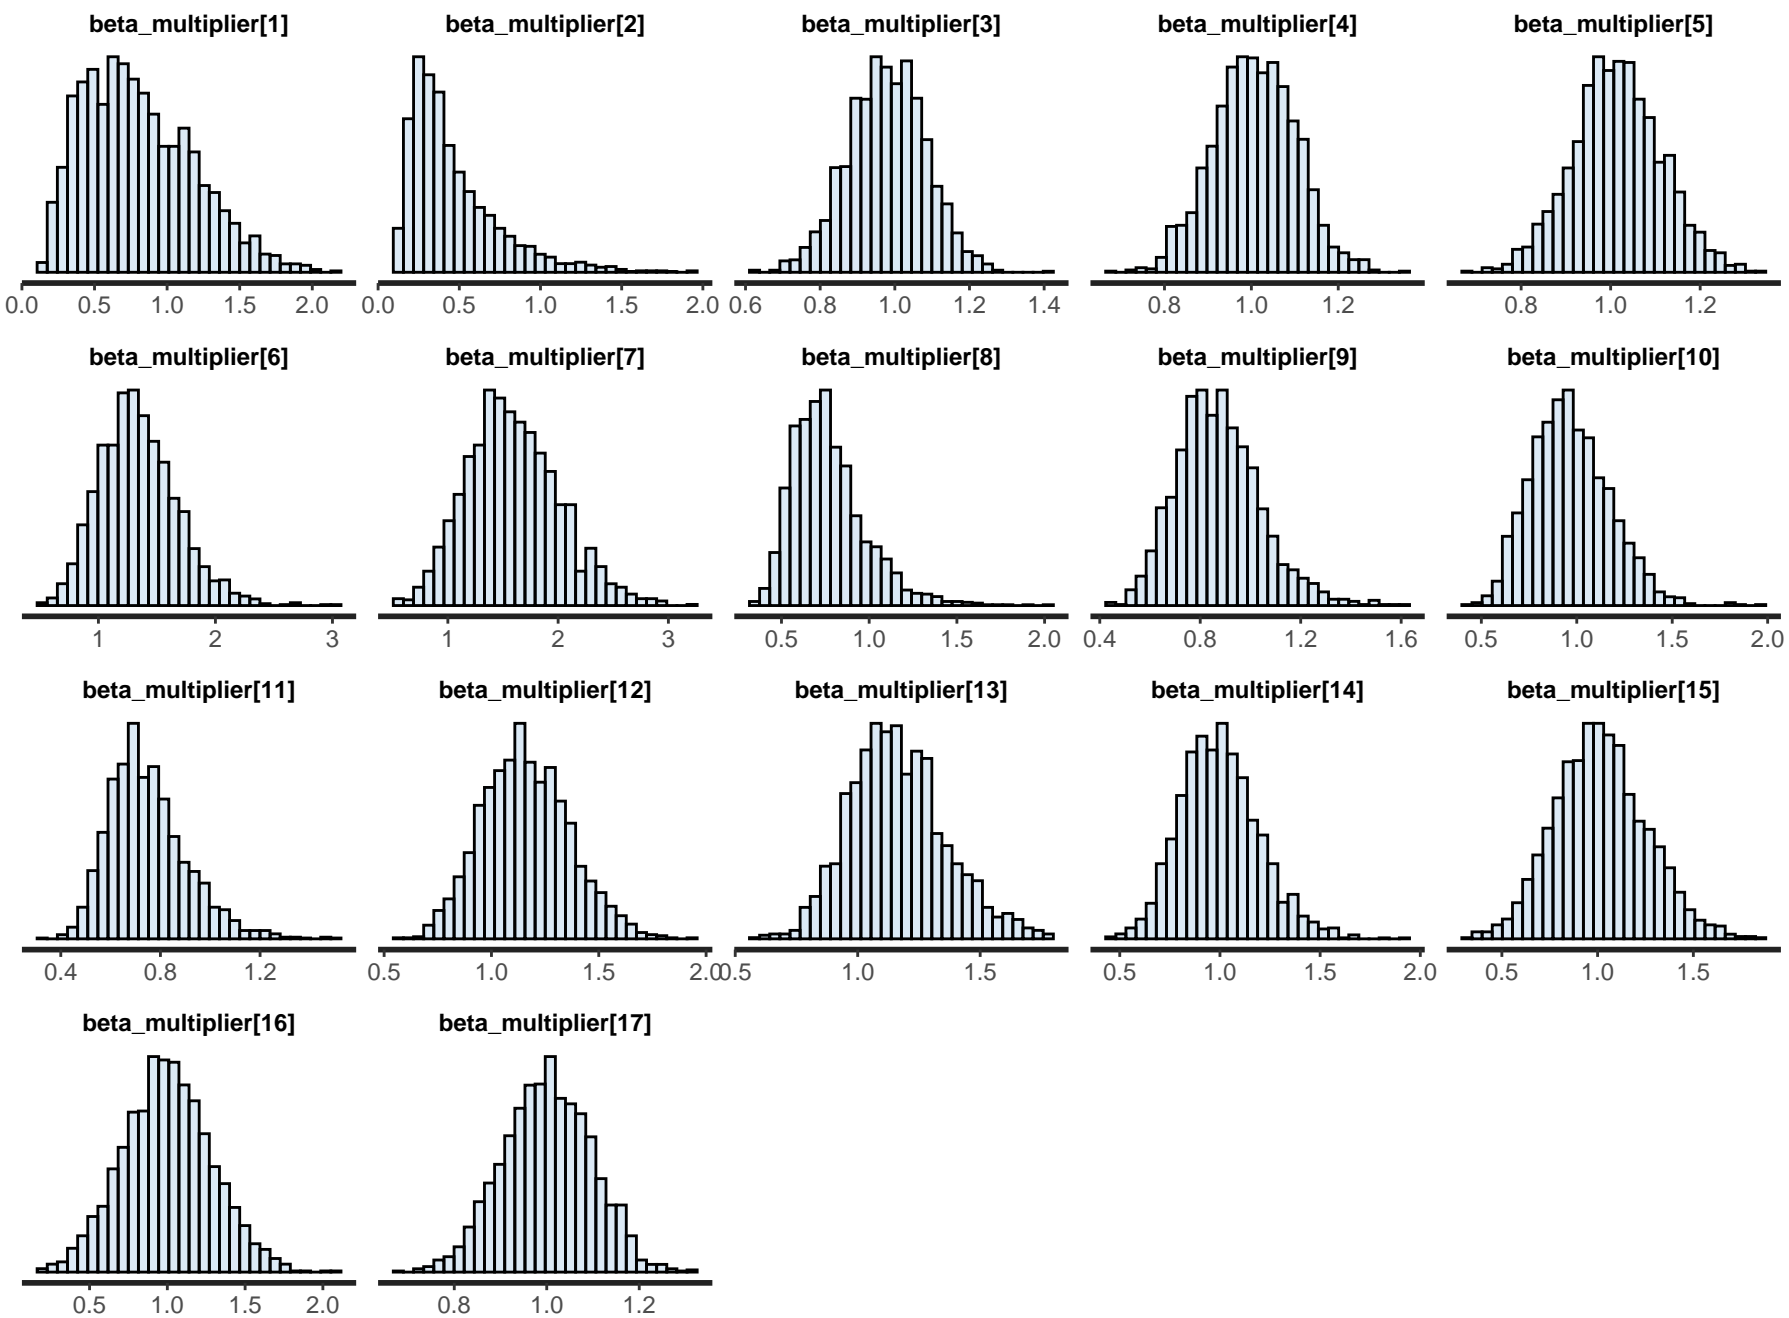 beta_multiplier[1] beta_multiplier[2] beta_multiplier[3] beta_multiplier[4] beta_multiplier[5]
0.0 0.5 1.0 1.5 2.0 0.0 0.5 1.0 1.5 2.0 0.6 0.8 1.0 1.2 1.4 0.8 1.0 1.2 0.8 1.0 1.2
beta_multiplier[6] beta_multiplier[7] beta_multiplier[8] beta_multiplier[9] beta_multiplier[10]
1 2 3 1 2 3 0.5 1.0 1.5 2.0 0.4 0.8 1.2 1.6 0.5 1.0 1.5 2.0
beta_multiplier[11] beta_multiplier[12] beta_multiplier[13] beta_multiplier[14] beta_multiplier[15]
0.4 0.8 1.2 0.5 1.0 1.5 2.0 0.5 1.0 1.5 0.5 1.0 1.5 2.0 0.5 1.0 1.5
beta_multiplier[16] beta_multiplier[17]
0.5 1.0 1.5 2.0 0.8 1.0 1.2